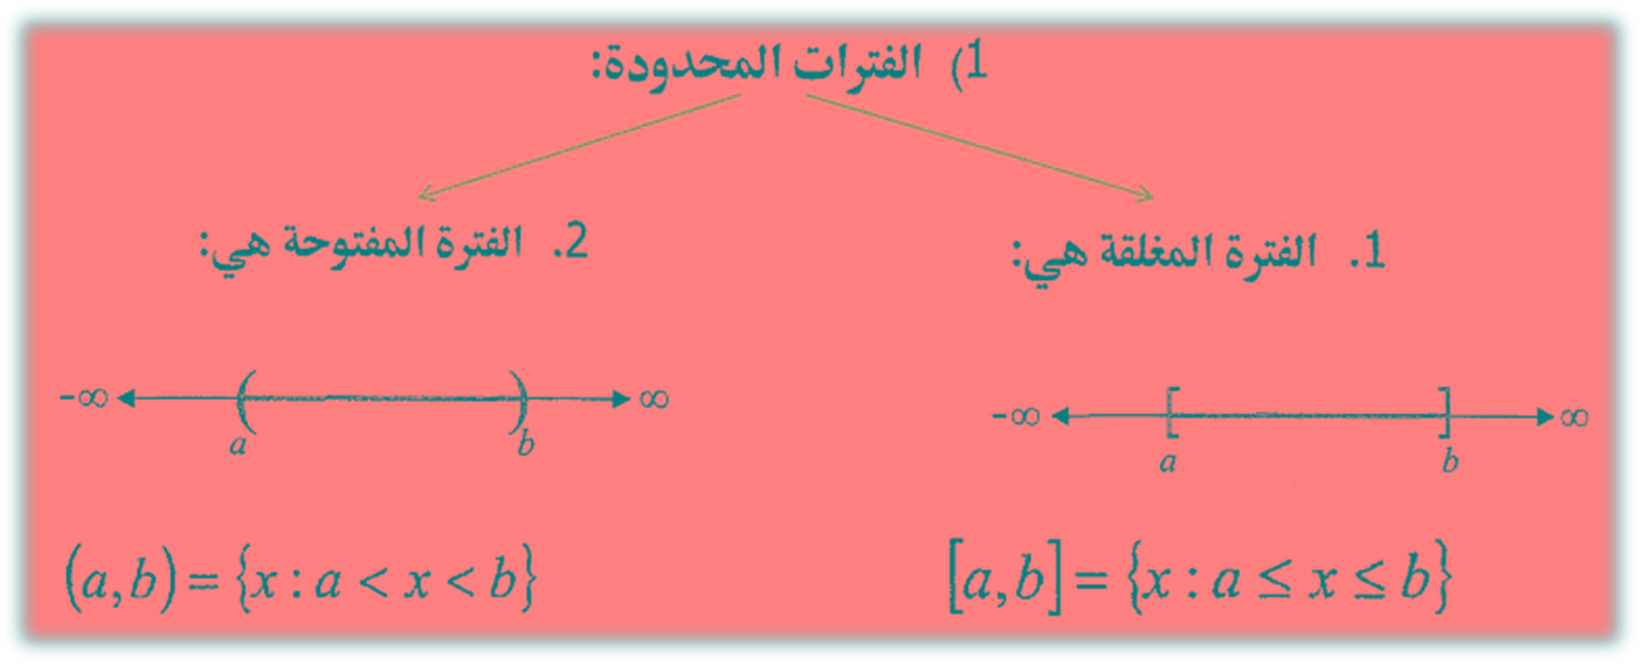 1) الفترات المحدودة:
1. الفترة المغلقة هي:
-∞ [ ] ∞
a b
[a,b] = {x : a ≤ x ≤ b}
2. الفترة المفتوحة هي:
-∞ ( ) ∞
a b
(a,b) = {x : a < x < b}